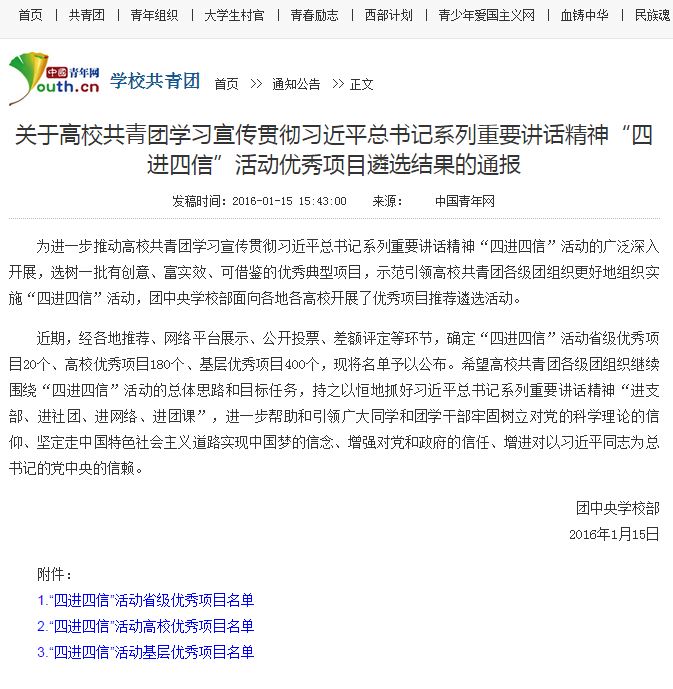 首页 | 共青团 | 青年组织 | 大学生村官 | 青春励志 | 西部计划 | 青少年爱国主义网 | 血铸中华 | 民族魂
中國青年网
Youth.cn
学校共青团 首页 >> 通知公告 >> 正文
关于高校共青团学习宣传贯彻习近平总书记系列重要讲话精神“四
进四信”活动优秀项目遴选结果的通报
发稿时间：2016-01-15 15:43:00 来源： 中国青年网
为进一步推动高校共青团学习宣传贯彻习近平总书记系列重要讲话精神“四进四信”活动的广泛深入
开展，选树一批有创意、富实效、可借鉴的优秀典型项目，示范引领高校共青团各级团组织更好地组织实
施“四进四信”活动，团中央学校部面向各地各高校开展了优秀项目推荐遴选活动。
近期，经各地推荐、网络平台展示、公开投票、差额评定等环节，确定“四进四信”活动省级优秀项
目20个、高校优秀项目180个、基层优秀项目400个，现将名单予以公布。希望高校共青团各级团组织继续
围绕“四进四信”活动的总体思路和目标任务，持之以恒地抓好习近平总书记系列重要讲话精神“进支
部、进社团、进网络、进团课”，进一步帮助和引领广大同学和团学干部牢固树立对党的科学理论的信
仰、坚定走中国特色社会主义道路实现中国梦的信念、增强对党和政府的信任、增进对以习近平同志为总
书记的党中央的信赖。
团中央学校部
2016年1月15日
附件：
1.“四进四信”活动省级优秀项目名单
2.“四进四信”活动高校优秀项目名单
3.“四进四信”活动基层优秀项目名单